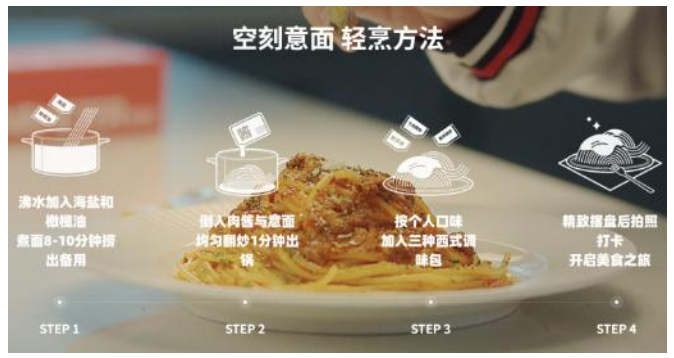 空刻意面 轻烹方法
沸水加入海盐和
橄榄油
煮面8-10分钟捞
出备用
倒入肉酱与意面
均匀翻炒1分钟出
锅
按个人口味
加入三种西式调
味包
精致摆盘后拍照
打卡
开启美食之旅
STEP 1
STEP 2
STEP 3
STEP 4